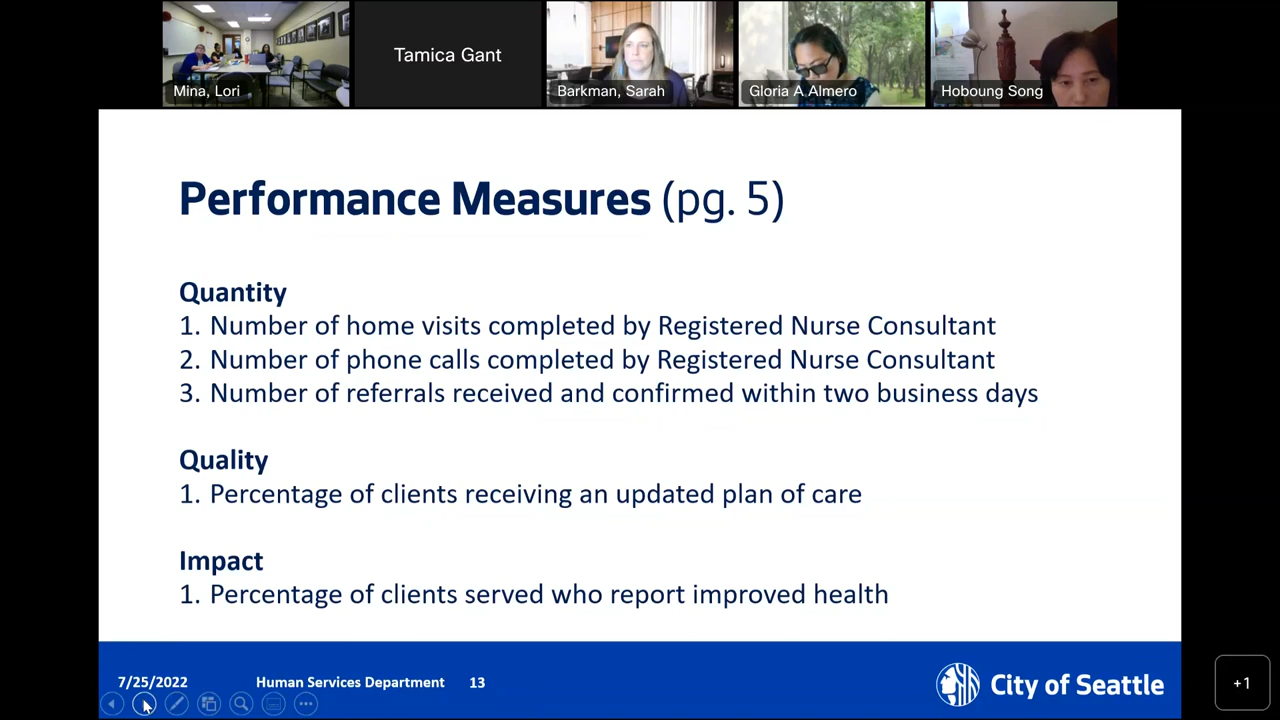 Mina, Lori
Tamica Gant
Barkman, Sarah
Gloria A Almero
Hoboung Song
Performance Measures (pg. 5)
Quantity
1. Number of home visits completed by Registered Nurse Consultant
2. Number of phone calls completed by Registered Nurse Consultant
3. Number of referrals received and confirmed within two business days
Quality
1. Percentage of clients receiving an updated plan of care
Impact
1. Percentage of clients served who report improved health
7/25/2022 Human Services Department 13
City of Seattle
+1